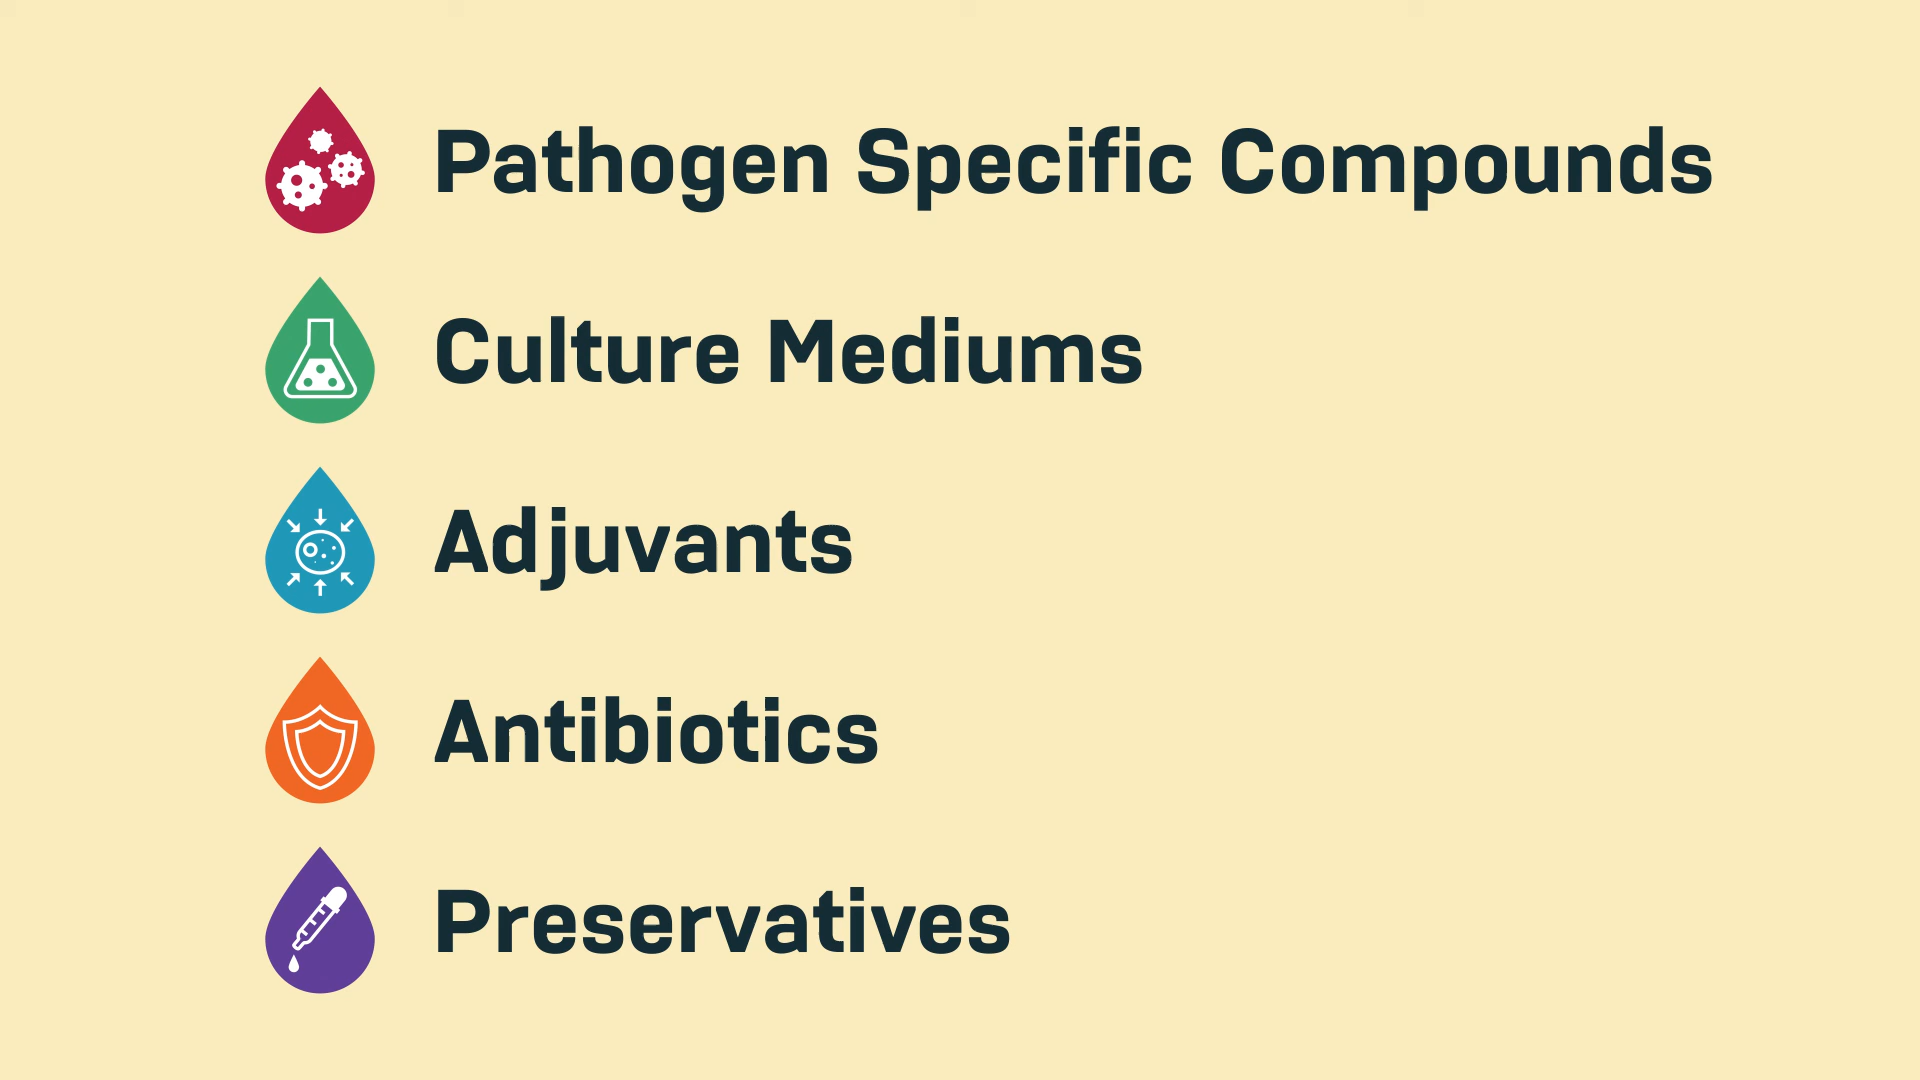 Pathogen Specific Compounds
Culture Mediums
Adjuvants
Antibiotics
Preservatives